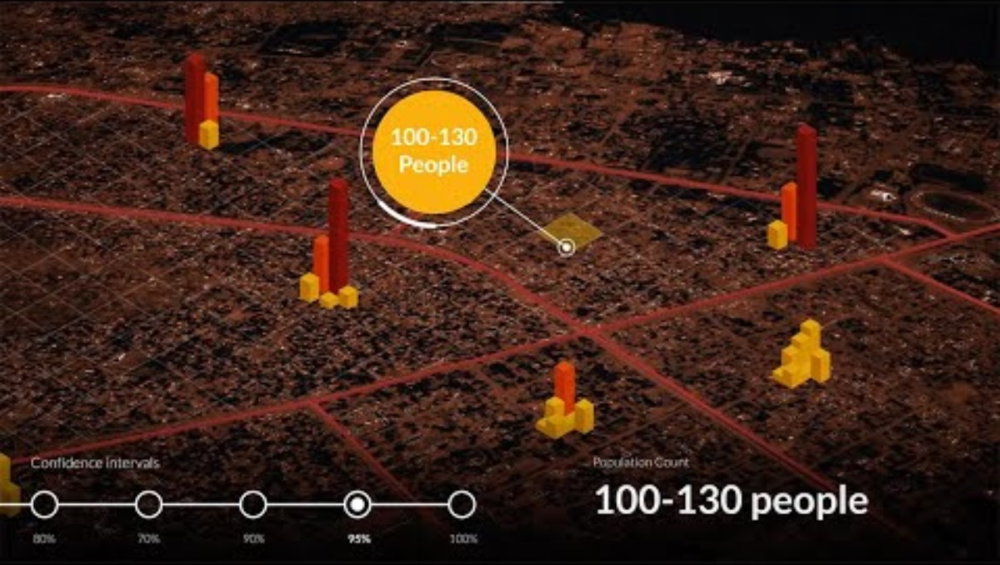 100-130
People
Confidence intervals
Population Count
100-130 people
80%
70%
90%
95%
100%